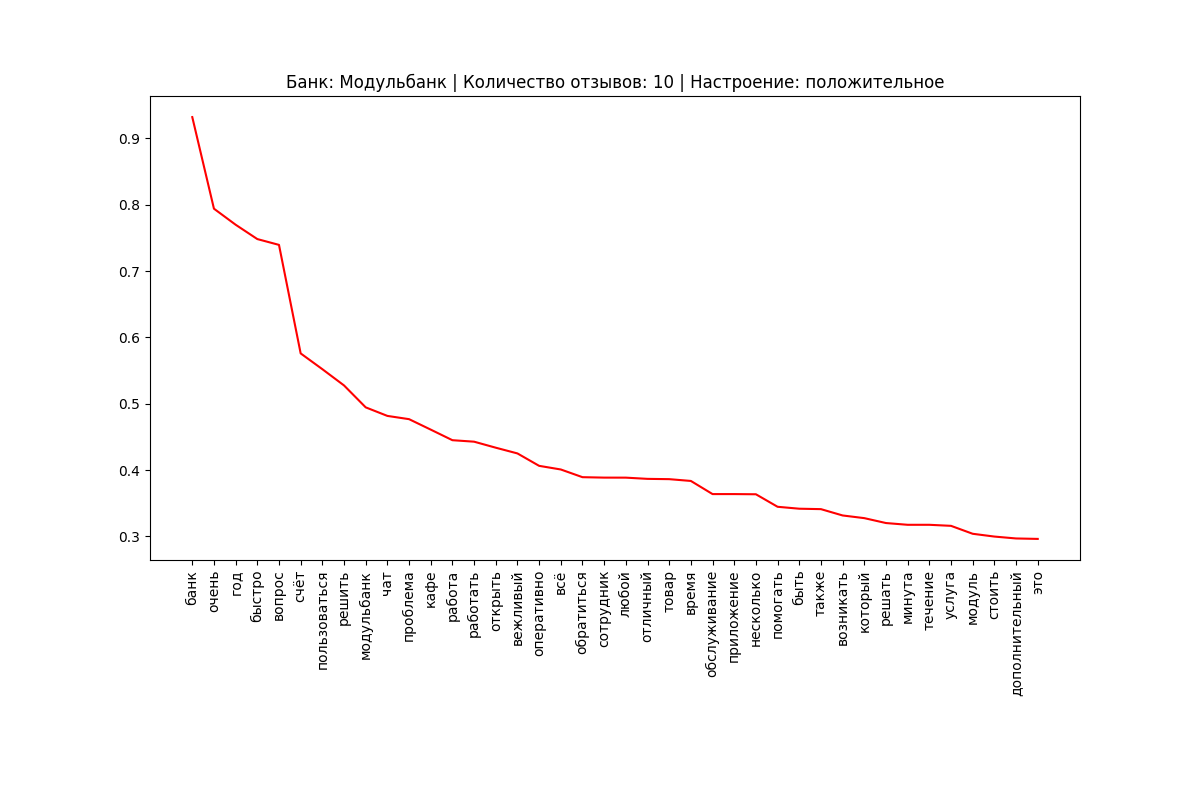 Банк: Модульбанк | Количество отзывов: 10 | Настроение: положительное
0.9
0.8
0.7
0.6
0.5
0.4
0.3
банк
очень
год
быстро
вопрос
счёт
пользоваться
решить
модульбанк
чат
проблема
кафе
работа
работать
открыть
вежливый
оперативно
всё
обратиться
сотрудник
любой
отличный
товар
время
обслуживание
приложение
несколько
помогать
быть
также
возникать
который
решать
минута
течение
услуга
модуль
стоить
дополнительный
это